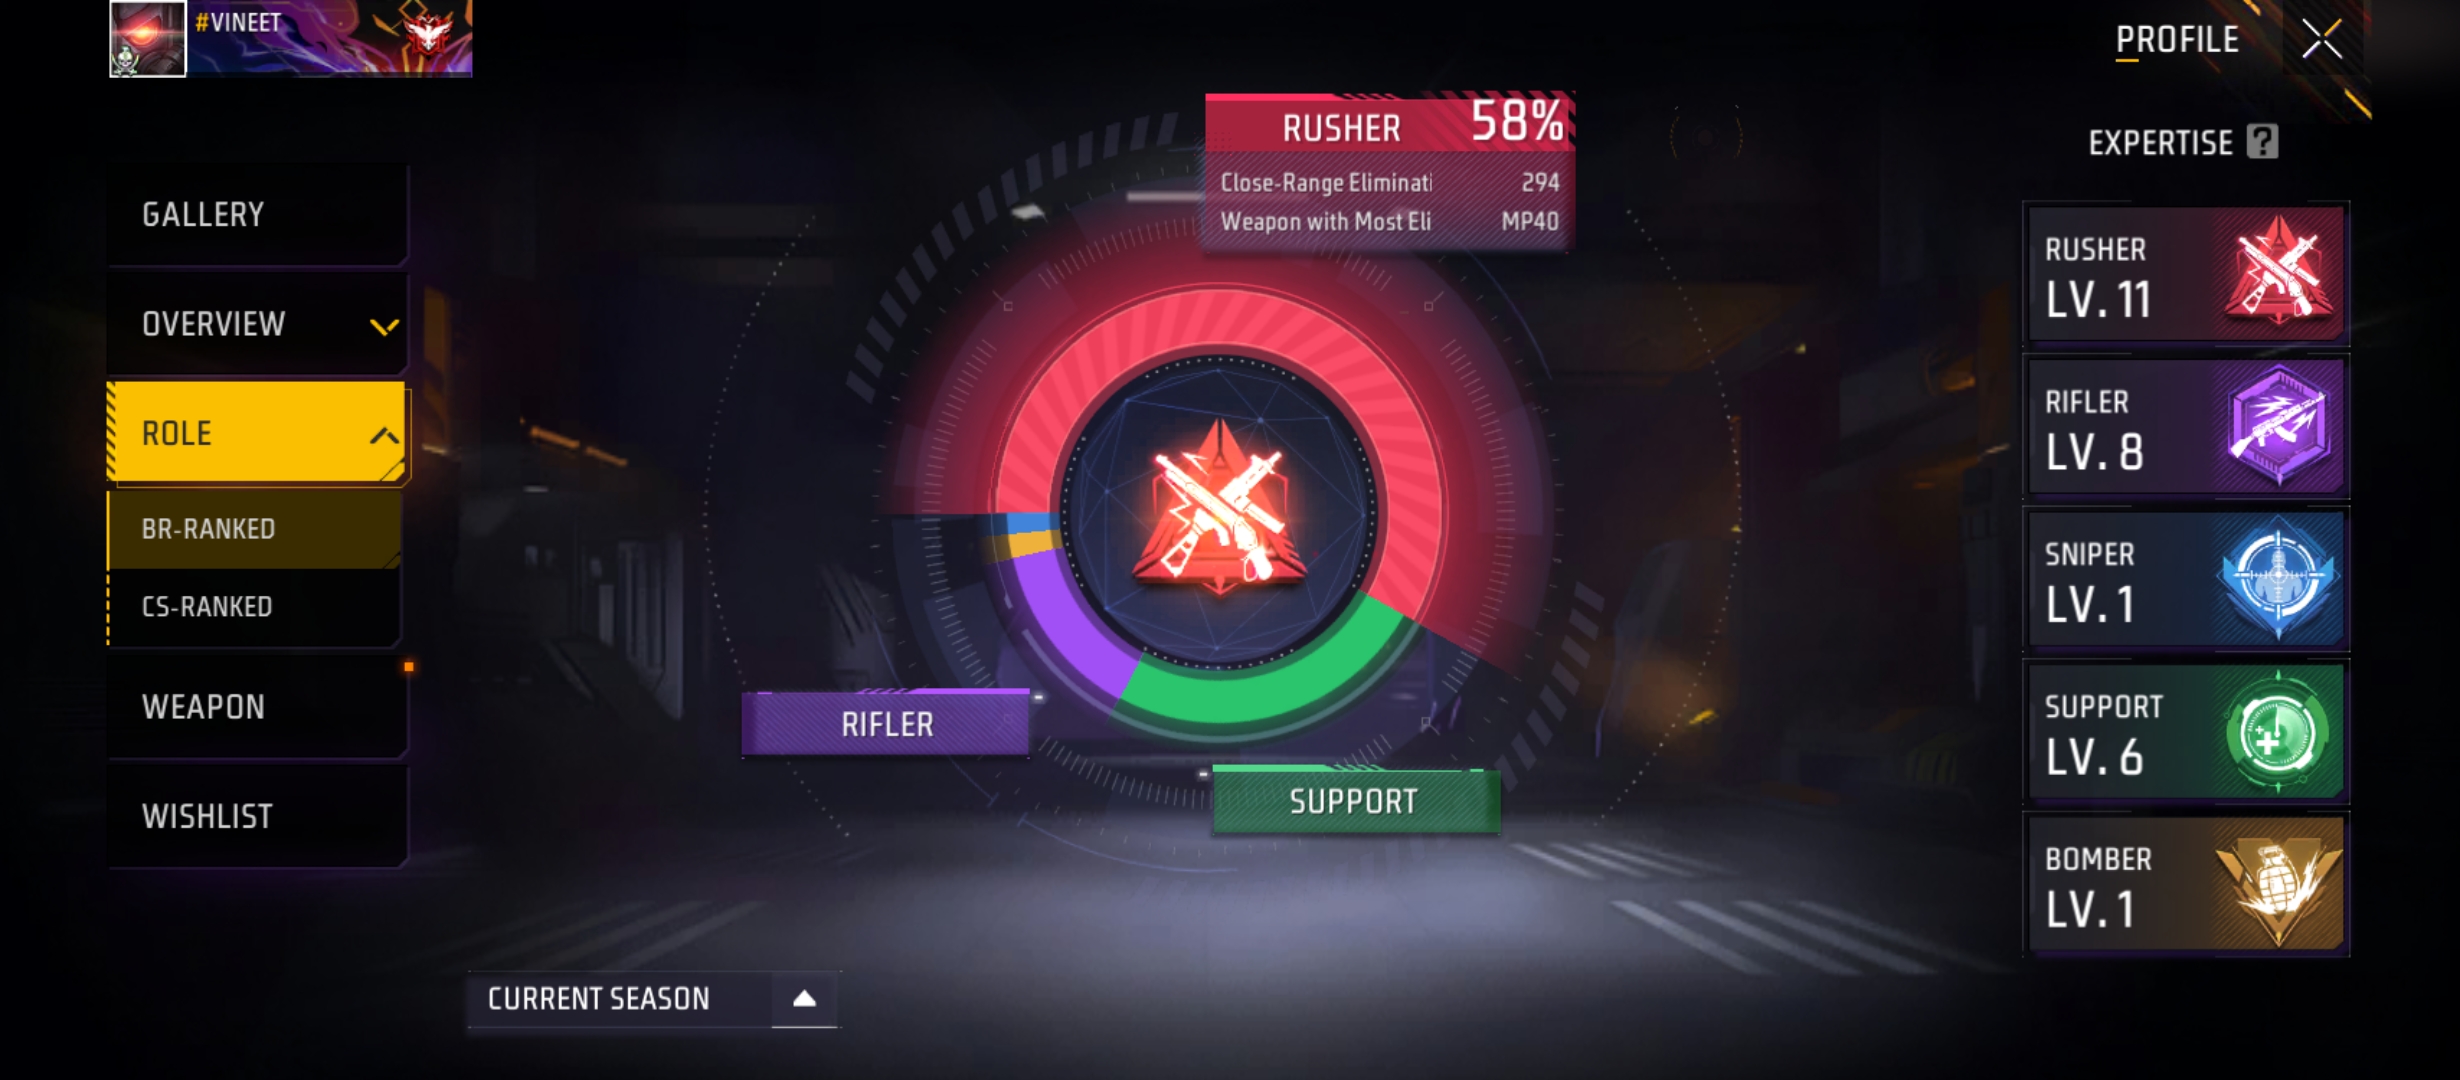 #VINEET
PROFILE
RUSHER 58%
Close-Range Eliminati 294
Weapon with Most Eli MP40
EXPERTISE ?
GALLERY
OVERVIEW
ROLE
BR-RANKED
CS-RANKED
WEAPON
WISHLIST
RUSHER
LV. 11
RIFLER
LV. 8
SNIPER
LV. 1
SUPPORT
LV. 6
BOMBER
LV. 1
RIFLER
SUPPORT
CURRENT SEASON